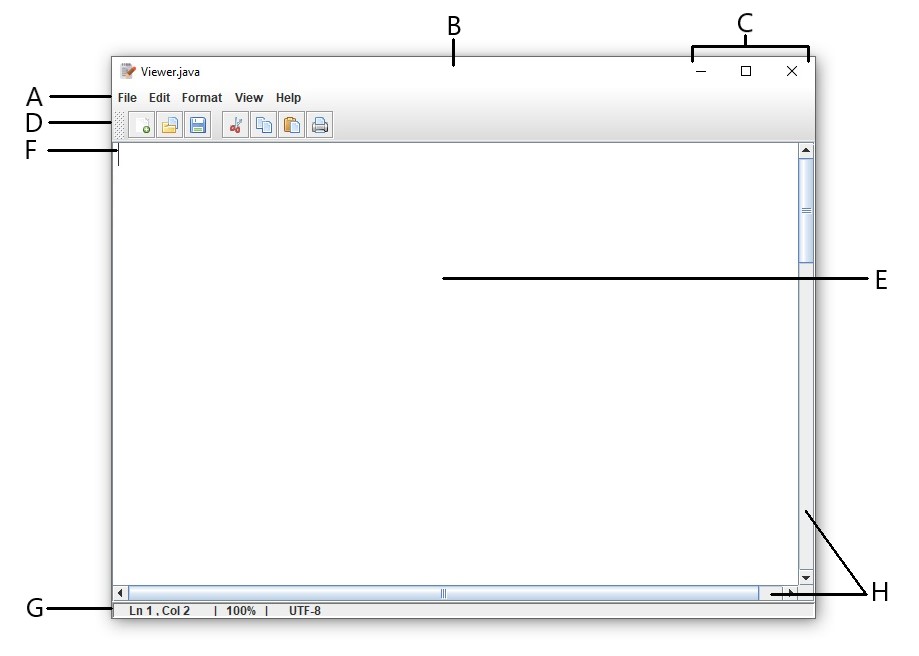 B
C
Viewer.java
A
File Edit Format View Help
D
F
E
H
G
Ln 1 , Col 2 | 100% | UTF-8